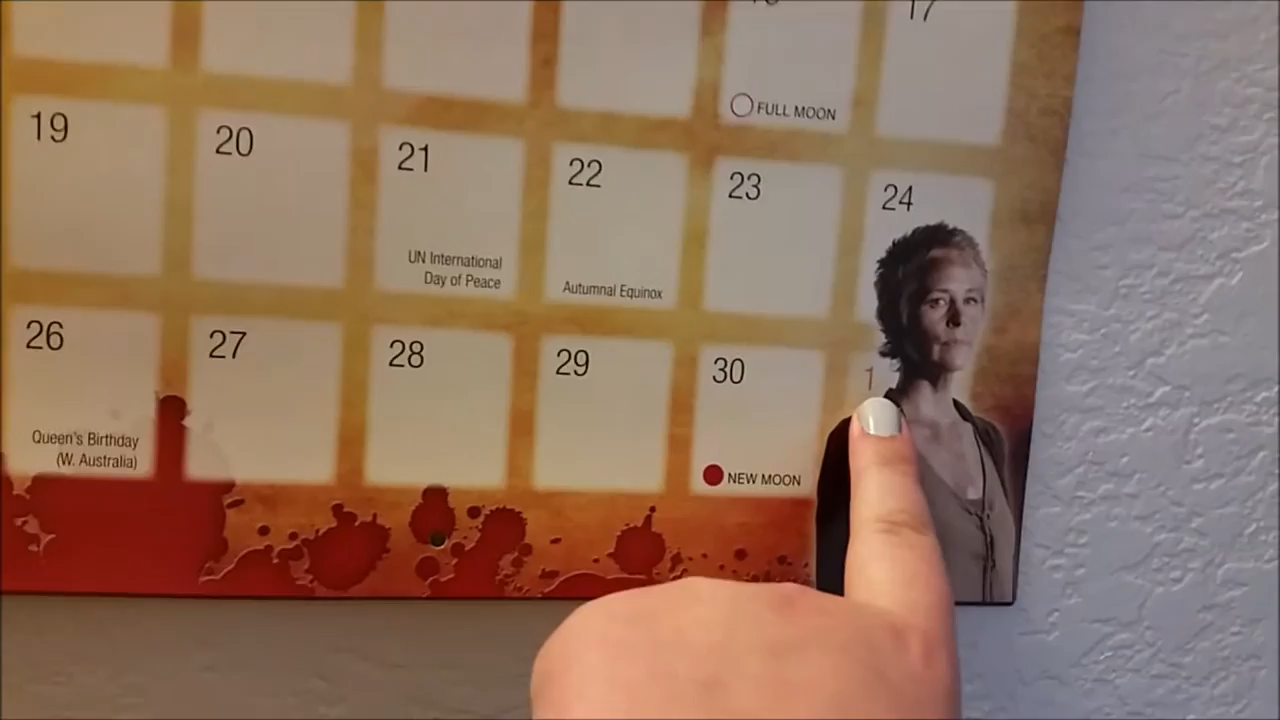 16
17
FULL MOON
19
20
21
UN International
Day of Peace
22
Autumnal Equinox
23
24
26
Queen's Birthday
(W. Australia)
27
28
29
30
NEW MOON
1